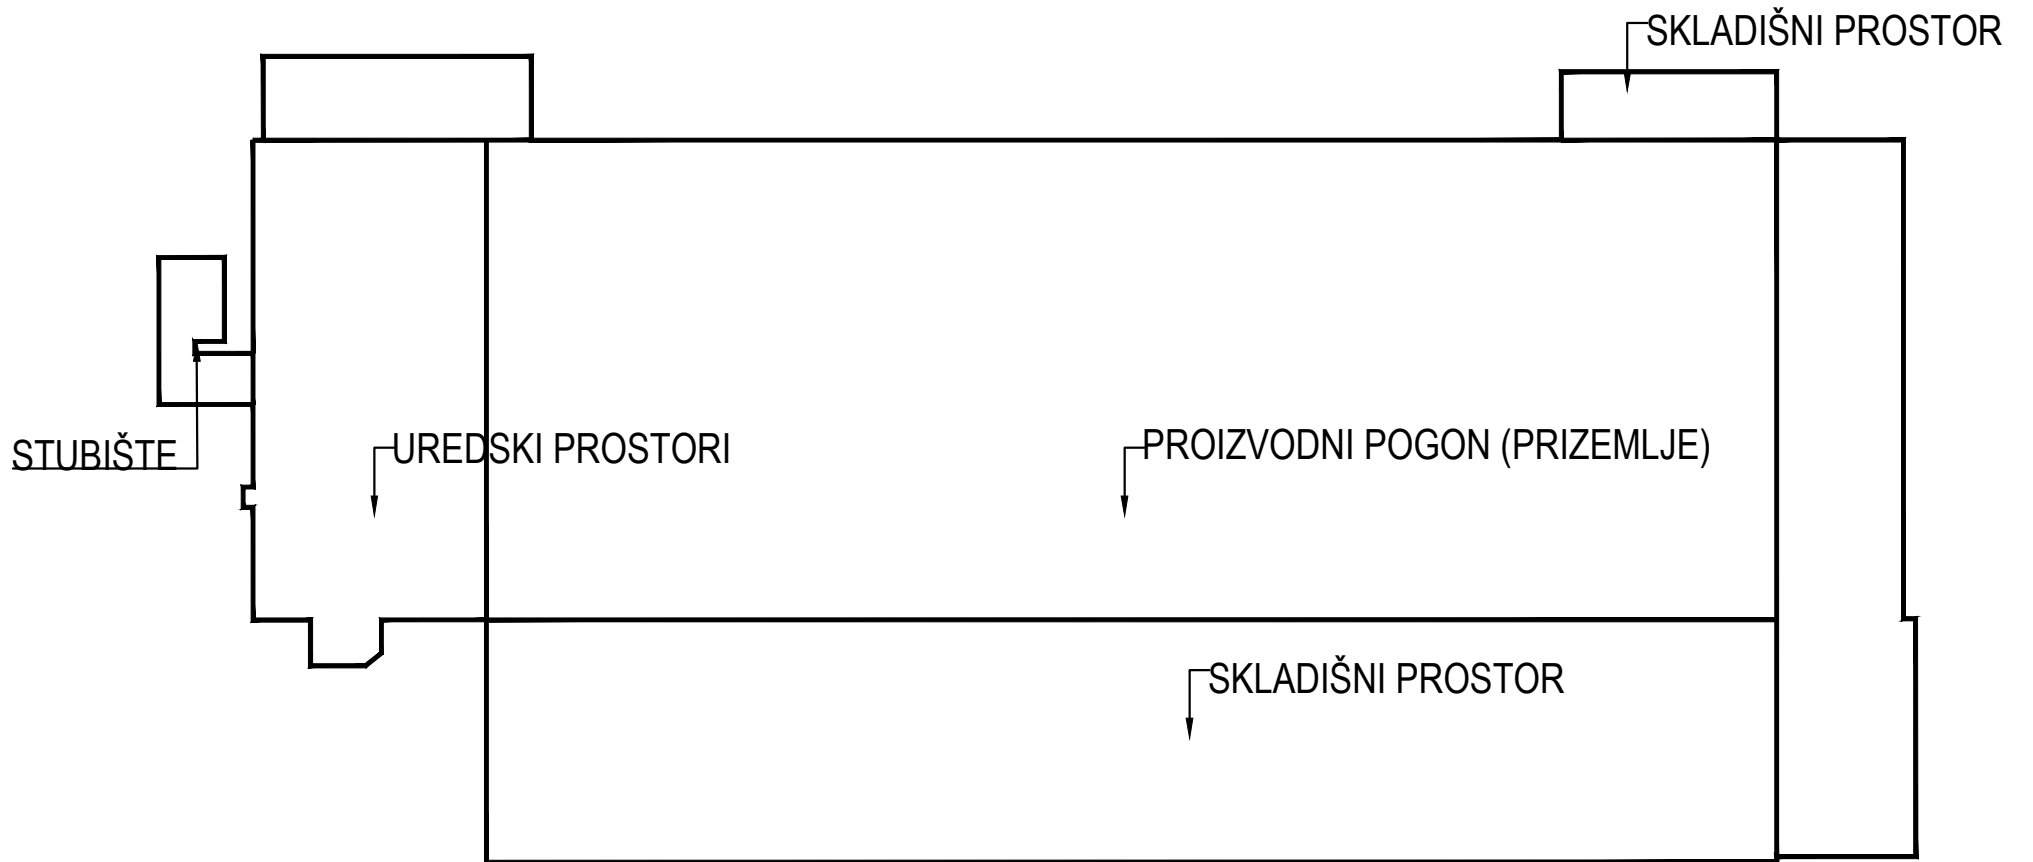 SKLADIŠNI PROSTOR
STUBIŠTE
UREDSKI PROSTORI
PROIZVODNI POGON (PRIZEMLJE)
SKLADIŠNI PROSTOR